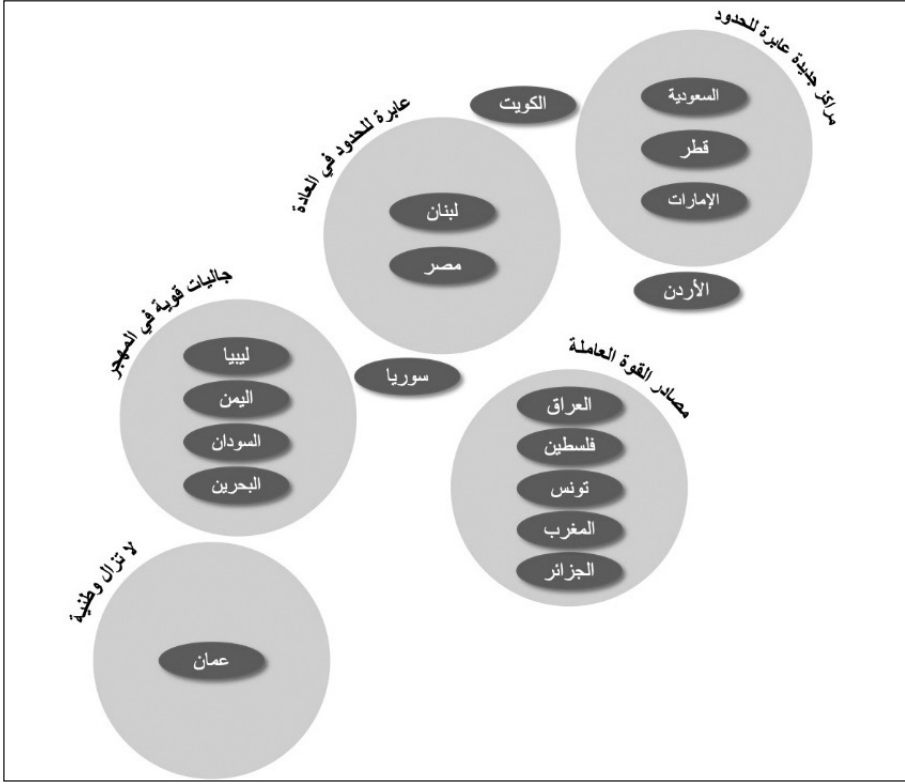 مراكز جديدة عابرة للحدود
السعودية
قطر
الإمارات
الأردن
الكويت
عابرة للحدود في العادة
لبنان
مصر
سوريا
جاليات قوية في المهجر
ليبيا
اليمن
السودان
البحرين
مصادر القوة العاملة
العراق
فلسطين
تونس
المغرب
الجزائر
لا تزال وطنية
عمان